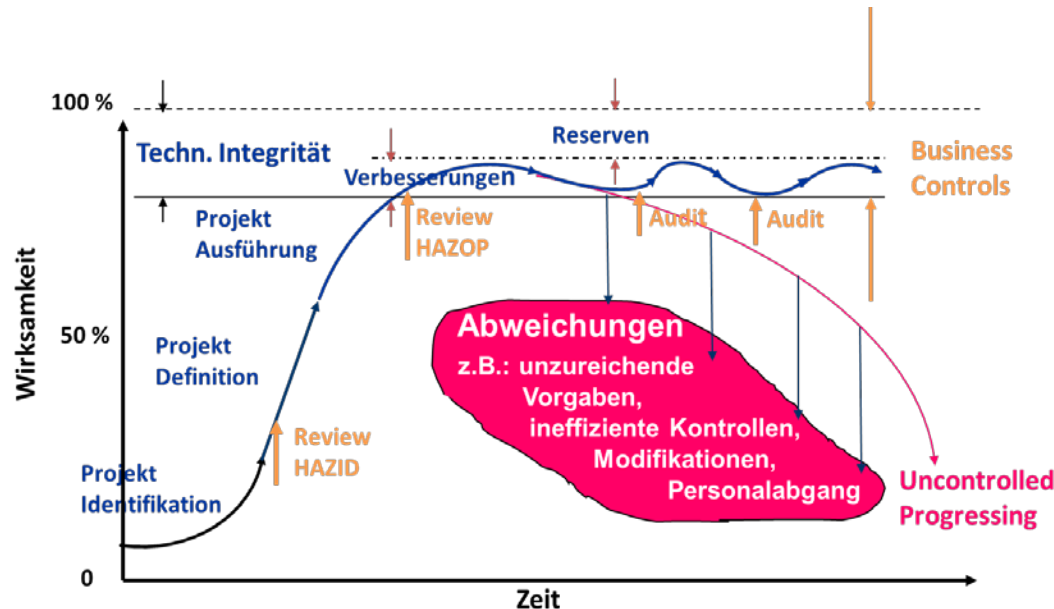 100 %
Techn. Integrität
Reserven
Verbesserungen
Business
Controls
Projekt
Ausführung
Review
HAZOP
Audit
Audit
Wirksamkeit
50 %
Projekt
Definition
Abweichungen
z.B.: unzureichende
Vorgaben,
ineffiziente Kontrollen,
Modifikationen,
Personalabgang
Review
HAZID
Projekt
Identifikation
Uncontrolled
Progressing
0
Zeit